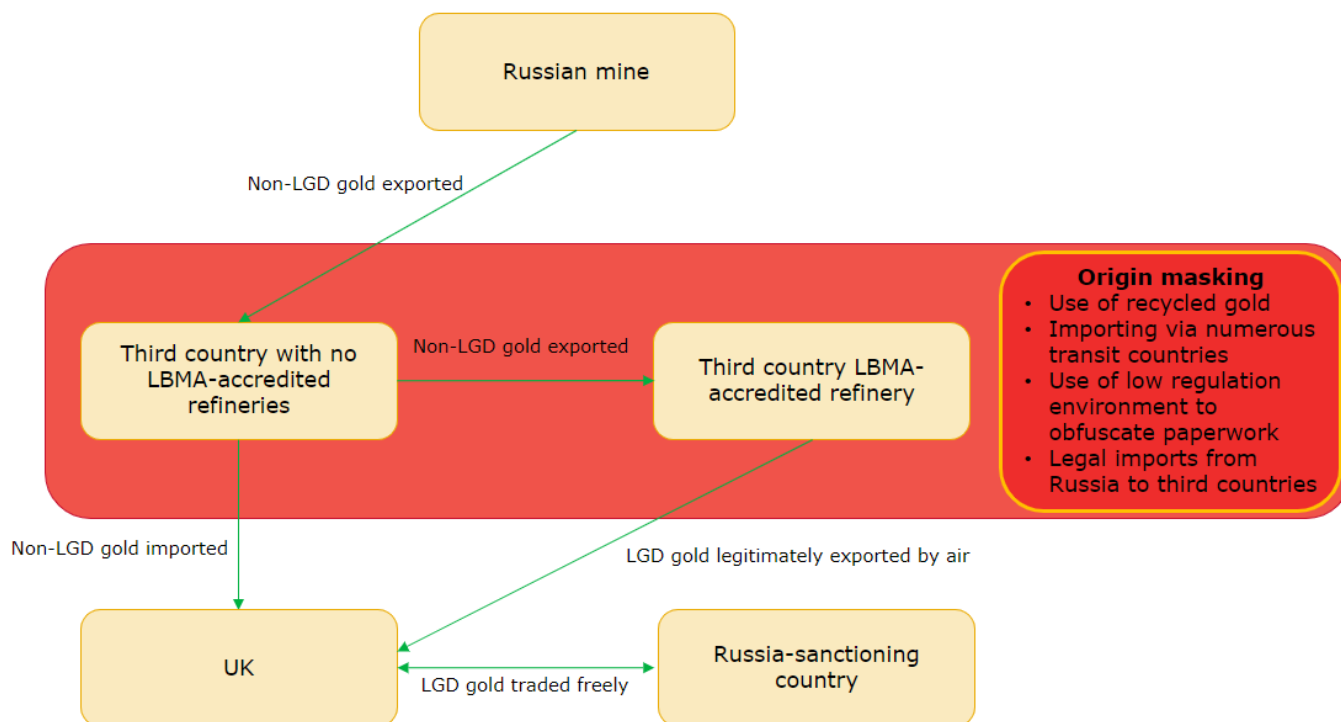 Russian mine
Non-LGD gold exported
Origin masking
• Use of recycled gold
• Importing via numerous
transit countries
• Use of low regulation
environment to
obfuscate paperwork
• Legal imports from
Russia to third countries
Third country with no
LBMA-accredited
refineries
Non-LGD gold exported
Third country LBMA-
accredited refinery
Non-LGD gold imported
LGD gold legitimately exported by air
UK
LGD gold traded freely
Russia-sanctioning
country